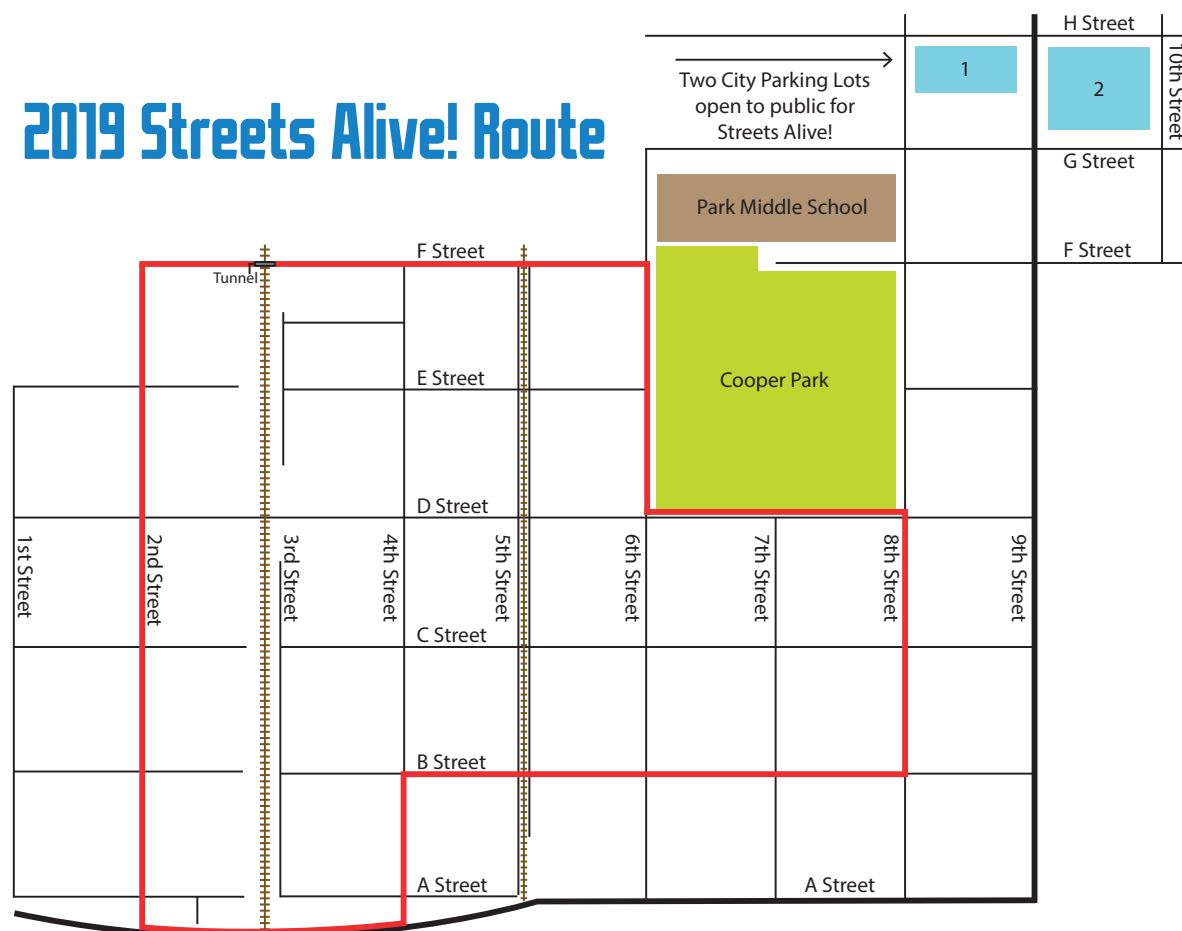 2019 Streets Alive! Route
H Street
10th Street
1
2
Two City Parking Lots
open to public for
Streets Alive!
G Street
Park Middle School
F Street
F Street
Tunnel
E Street
Cooper Park
D Street
1st Street
2nd Street
3rd Street
4th Street
5th Street
6th Street
7th Street
8th Street
9th Street
C Street
B Street
A Street
A Street